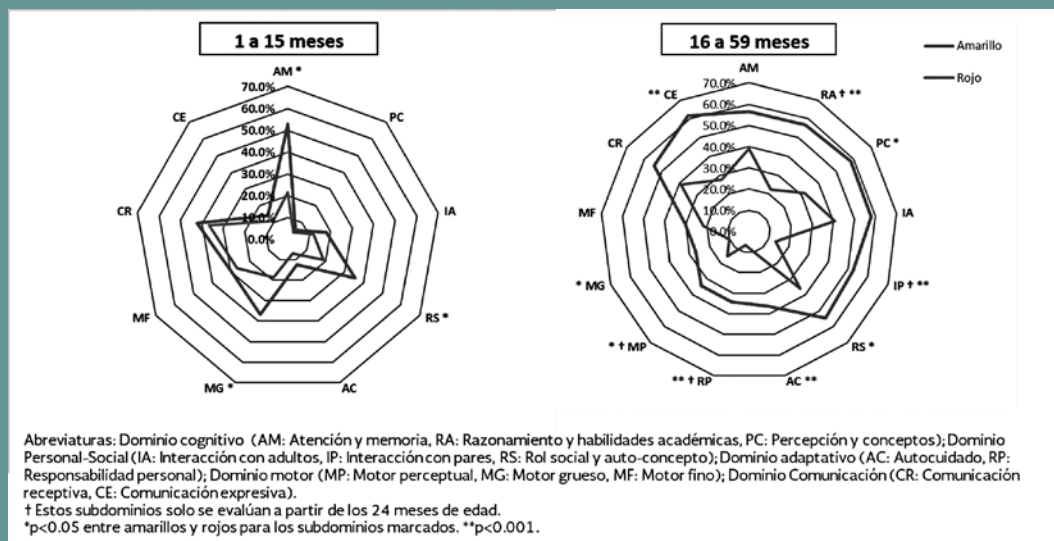 1 a 15 meses
AM *
70.0%
60.0%
50.0%
40.0%
30.0%
20.0%
10.0%
0.0%
PC
IA
RS *
AC
MG *
MF
CR
CE
16 a 59 meses
AM
70.0%
60.0%
50.0%
40.0%
30.0%
20.0%
10.0%
0.0%
RA † **
PC *
IA
IP † **
RS *
AC **
** † RP
* † MP
* MG
MF
CR
** CE
Amarillo
Rojo
Abreviaturas: Dominio cognitivo (AM: Atención y memoria, RA: Razonamiento y habilidades académicas, PC: Percepción y conceptos); Dominio
Personal-Social (IA: Interacción con adultos, IP: Interacción con pares, RS: Rol social y auto-concepto); Dominio adaptativo (AC: Autocuidado, RP:
Responsabilidad personal); Dominio motor (MP: Motor perceptual, MG: Motor grueso, MF: Motor fino); Dominio Comunicación (CR: Comunicación
receptiva, CE: Comunicación expresiva).
† Estos subdominios solo se evalúan a partir de los 24 meses de edad.
*p<0.05 entre amarillos y rojos para los subdominios marcados. **p<0.001.